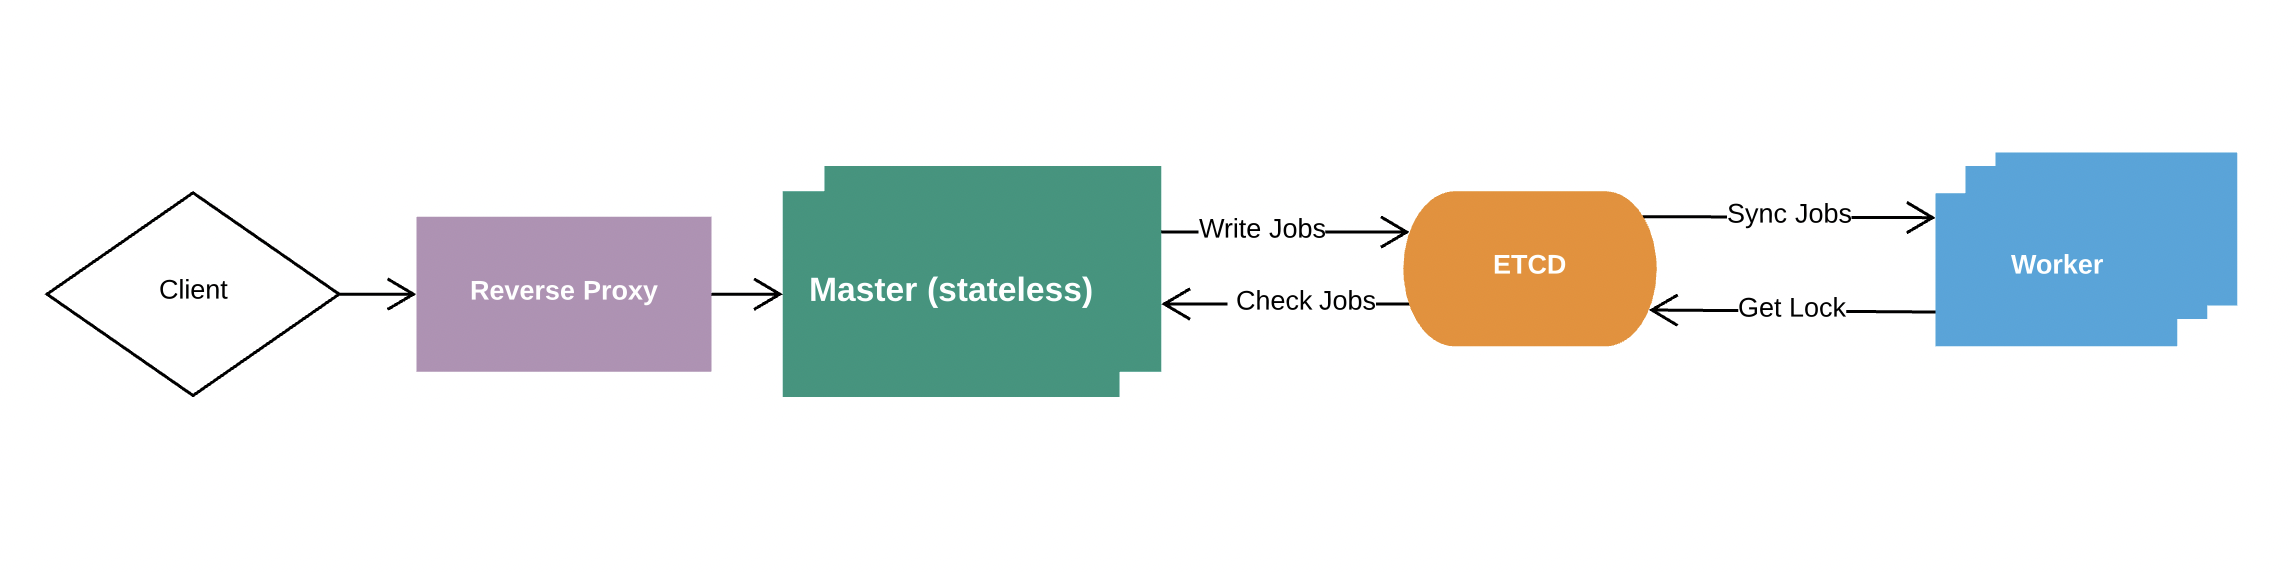 Client
Reverse Proxy
Master (stateless)
Write Jobs
Check Jobs
ETCD
Sync Jobs
Get Lock
Worker